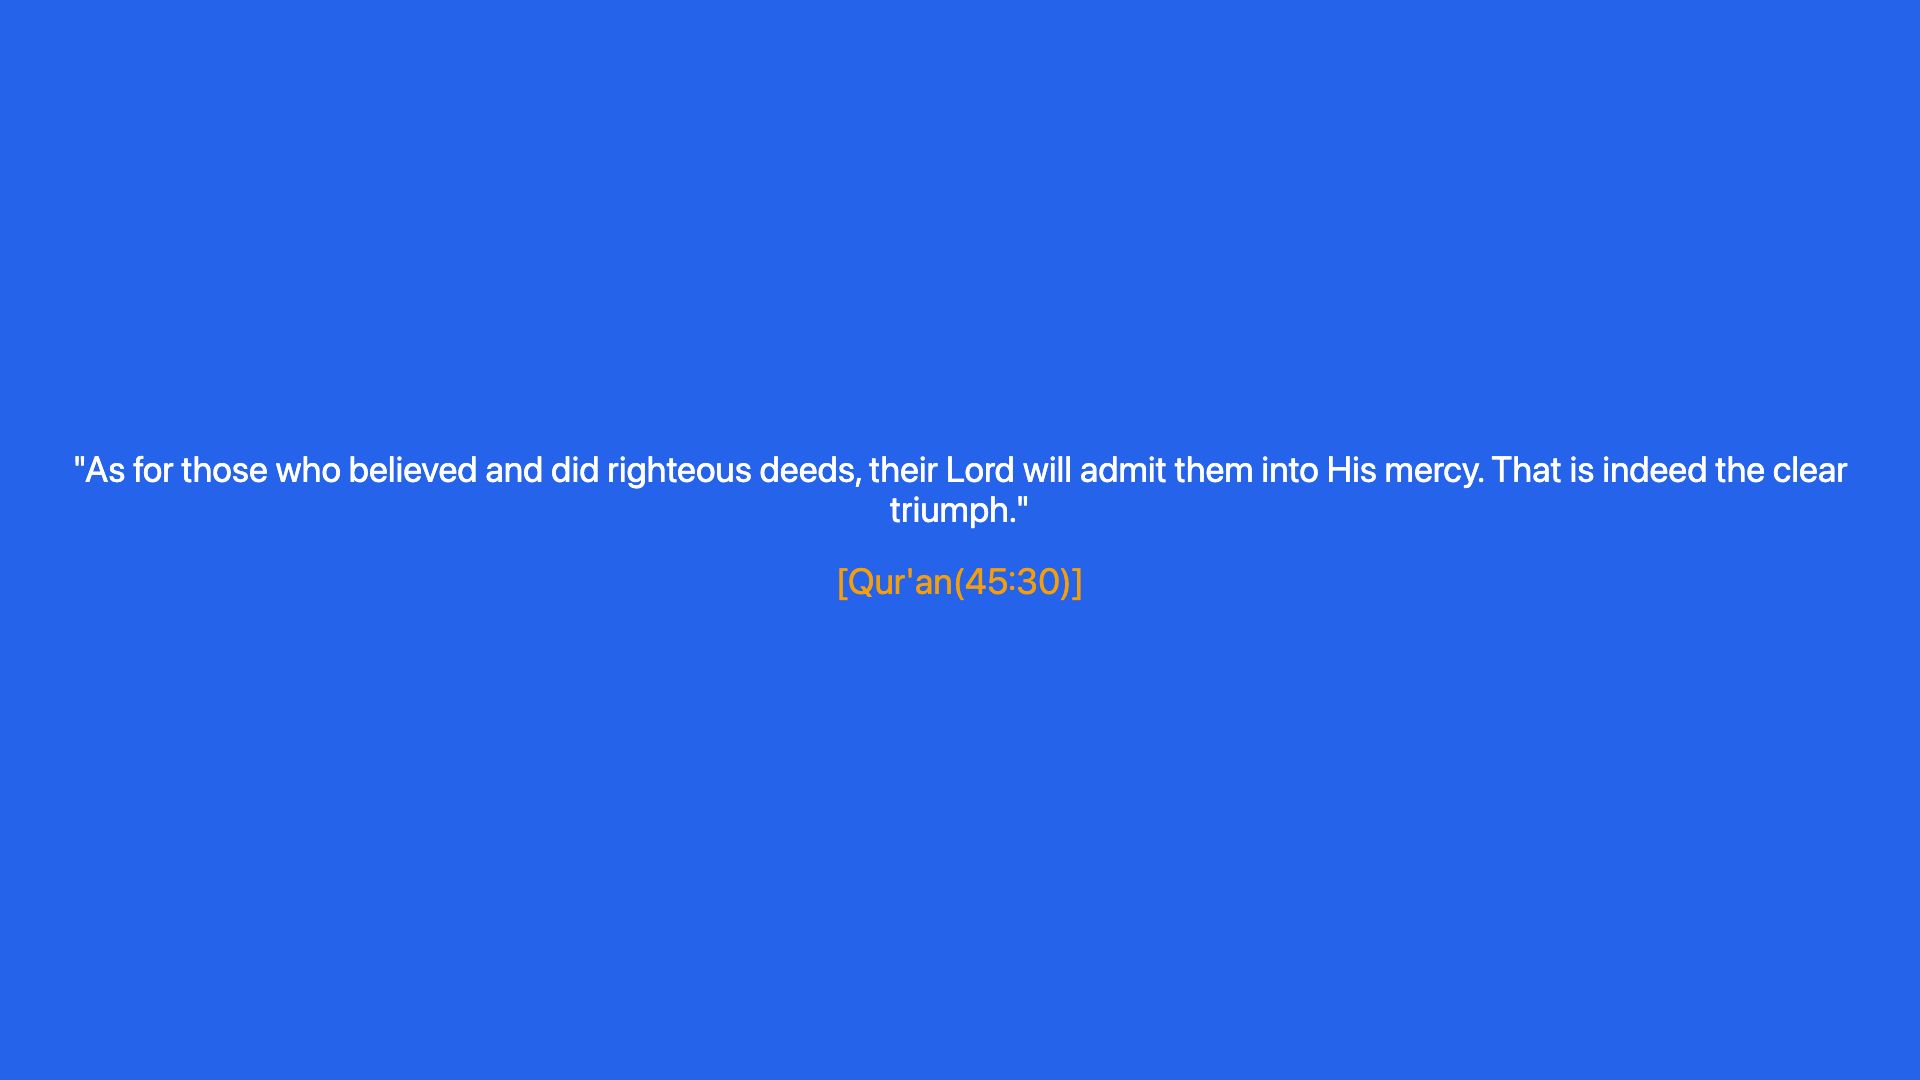 "As for those who believed and did righteous deeds, their Lord will admit them into His mercy. That is indeed the clear
triumph."
[Qur'an(45:30)]